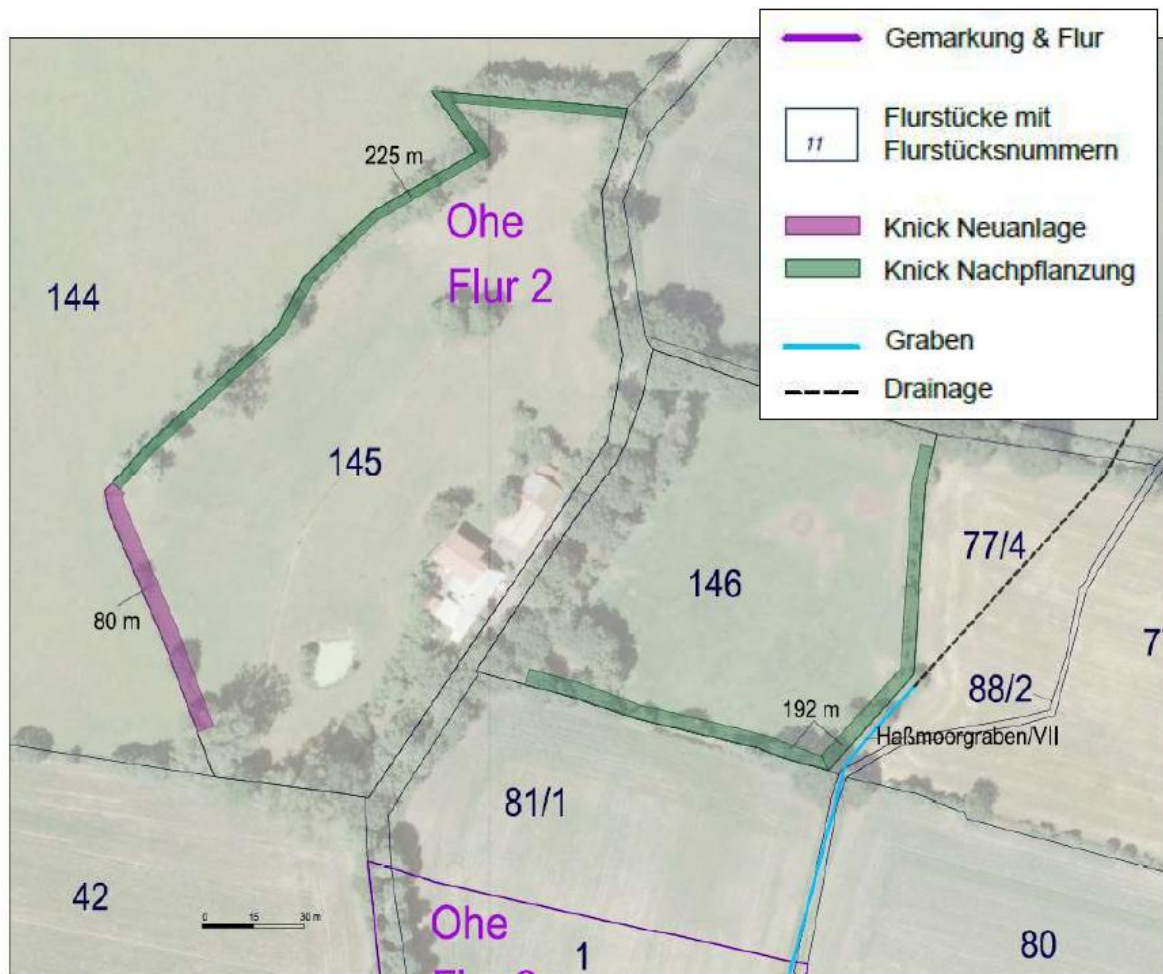 Gemarkung & Flur
11
Flurstücke mit
Flurstücksnummern
Knick Neuanlage
Knick Nachpflanzung
Graben
Drainage
225 m
Ohe
Flur 2
144
145
77/4
146
80 m
88/2
192 m
Haßmoorgraben/VII
81/1
42
0 15 30 m
Ohe
1
80